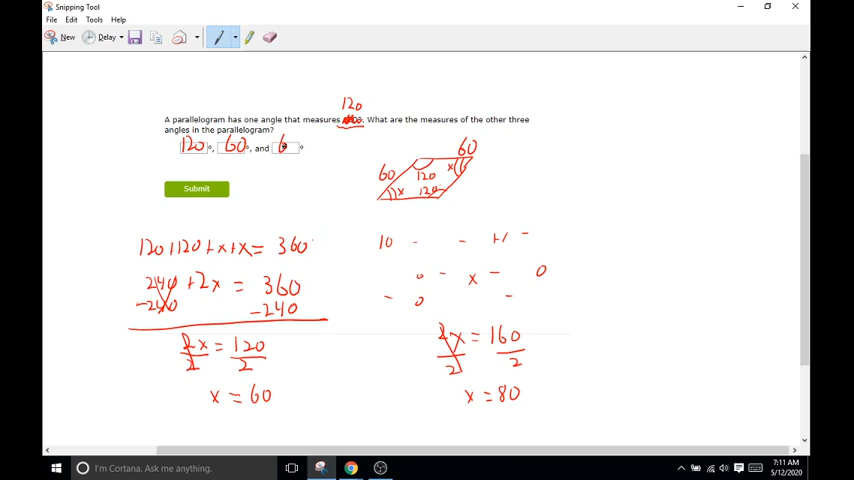 Snipping Tool
File Edit Tools Help
New Delay
120
A parallelogram has one angle that measures . What are the measures of the other three
angles in the parallelogram?
120°, 60°, and 6 °
Submit
60
60
120
x
x
120
120+120+x+x = 360
240 + 2x = 360
-240 -240
2x = 120
2 2
x = 60
10 - - +/ -
0 - x - 0
- 0 -
2x = 160
2 2
x = 80
I'm Cortana. Ask me anything.
7:11 AM
5/12/2020